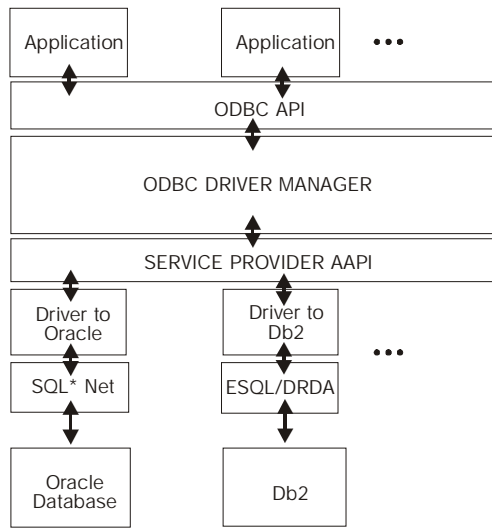 Application
Application
ODBC API
ODBC DRIVER MANAGER
SERVICE PROVIDER AAPI
Driver to
Oracle
Driver to
Db2
SQL* Net
ESQL/DRDA
Oracle
Database
Db2